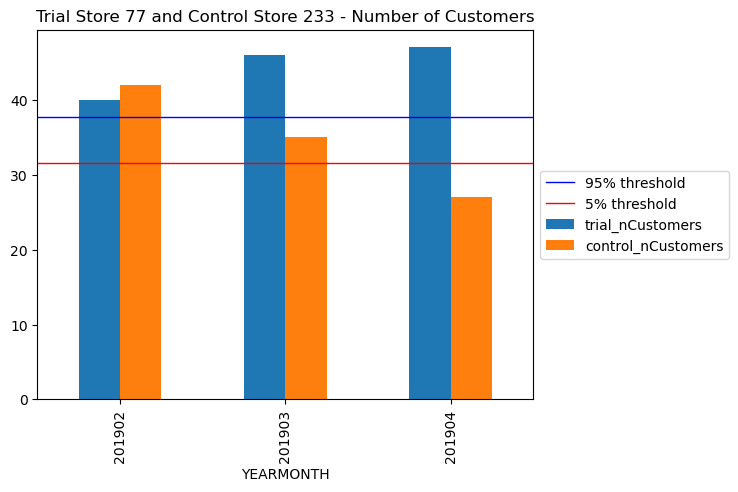 Trial Store 77 and Control Store 233 - Number of Customers
40
30
20
10
0
201902
201903
201904
YEARMONTH
95% threshold
5% threshold
trial_nCustomers
control_nCustomers